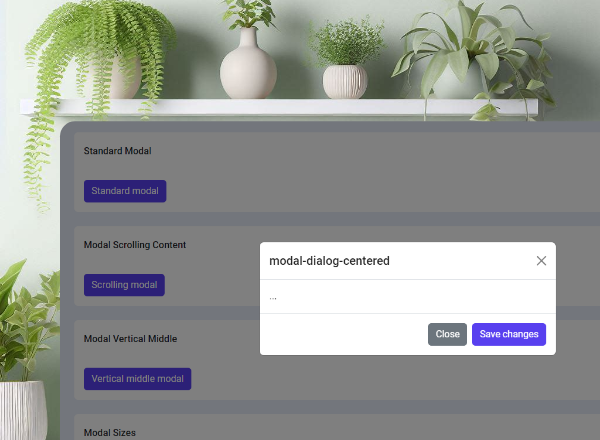 Standard Modal
Standard modal
Modal Scrolling Content
Scrolling modal
modal-dialog-centered
...
Close
Save changes
Modal Vertical Middle
Vertical middle modal
Modal Sizes